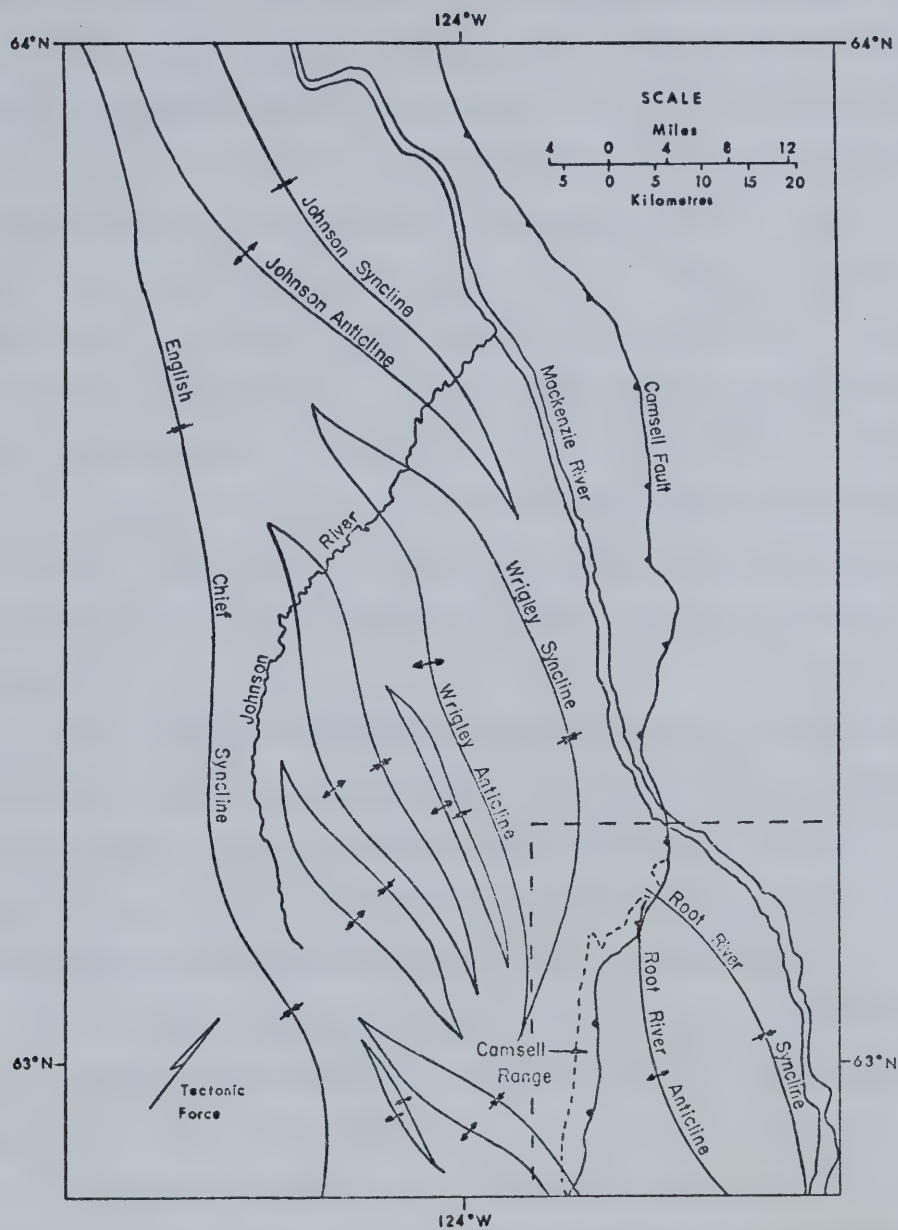 124°W
64°N
64°N
SCALE
Miles
4 0 4 8 12
5 0 5 10 15 20
Kilometres
Johnson Syncline
Johnson Anticline
English Chief Syncline
Mackenzie River
Camsell Fault
Johnson River
Wrigley Syncline
Wrigley Anticline
Root River Syncline
Root River Anticline
Camsell
Range
63°N
63°N
Tectonic
Force
124°W